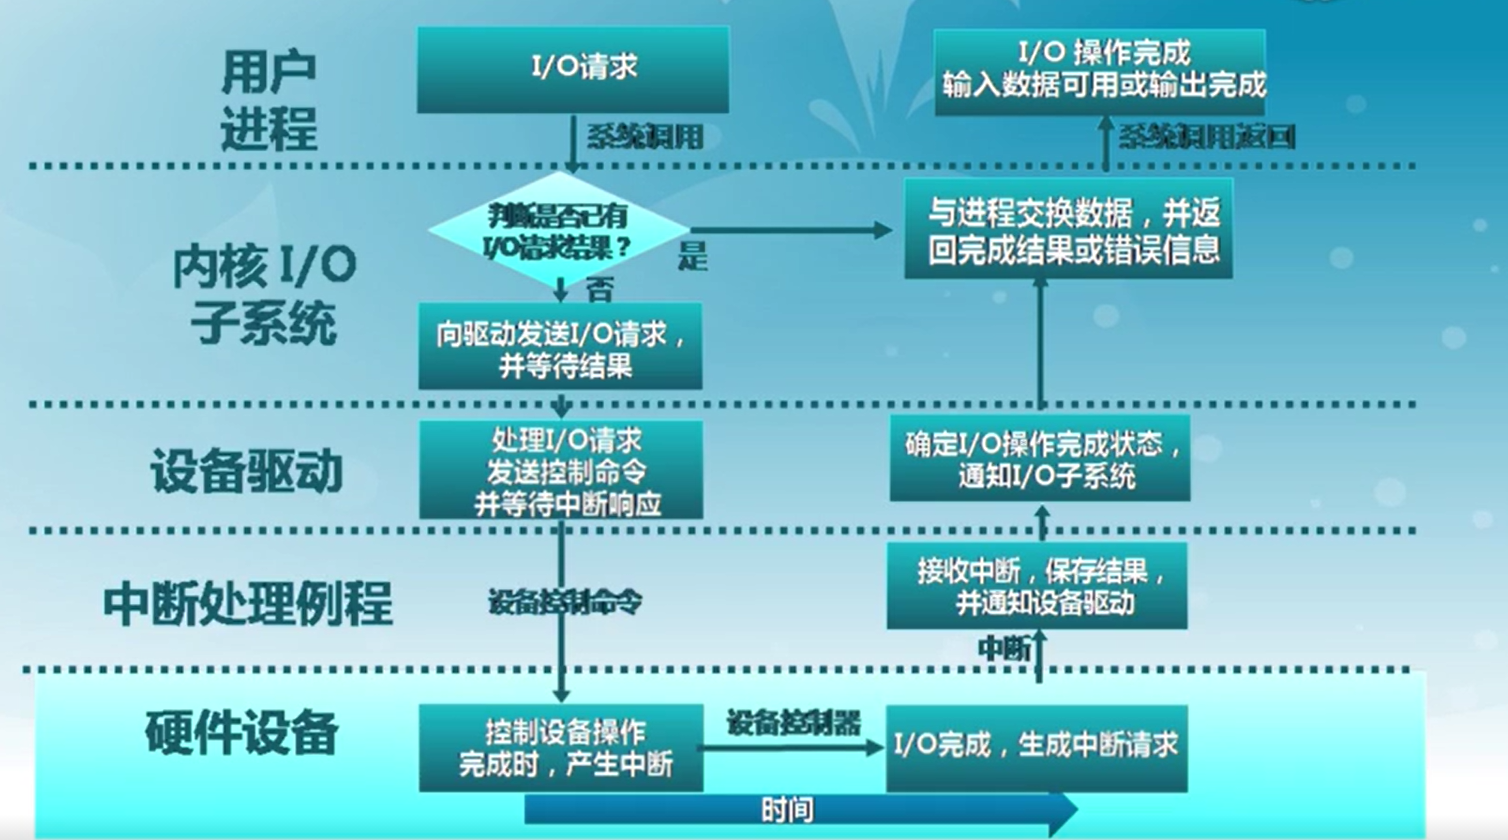 用户
进程
I/O请求
I/O 操作完成
输入数据可用或输出完成
系统调用
系统调用返回
内核 I/O
子系统
判断是否已有
I/O请求结果？
是
否
与进程交换数据，并返
回完成结果或错误信息
向驱动发送I/O请求，
并等待结果
设备驱动
处理I/O请求
发送控制命令
并等待中断响应
确定I/O操作完成状态，
通知I/O子系统
中断处理例程
设备控制命令
接收中断，保存结果，
并通知设备驱动
中断
硬件设备
控制设备操作
完成时，产生中断
设备控制器
I/O完成，生成中断请求
时间